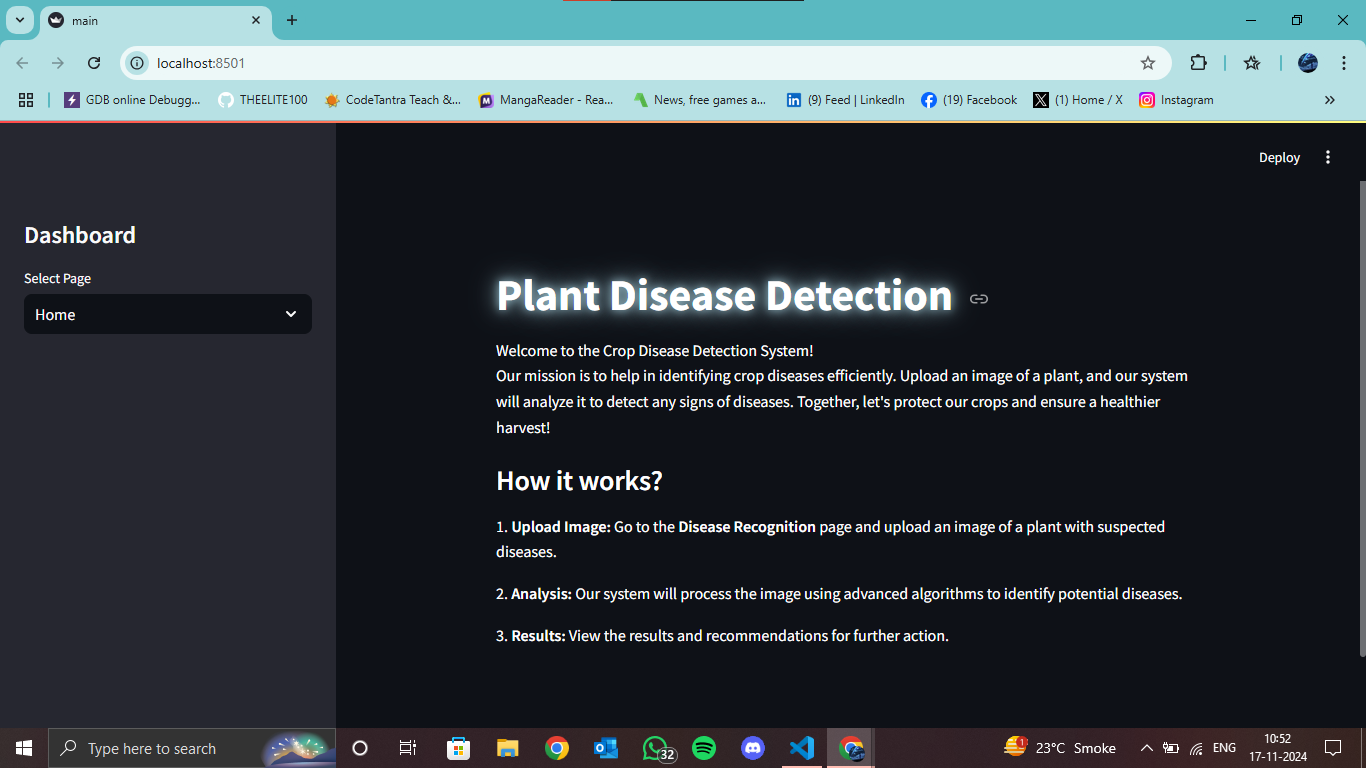 main
localhost:8501
GDB online Debugg...
THEELITE100
CodeTantra Teach &...
MangaReader - Rea...
News, free games a...
(9) Feed | LinkedIn
(19) Facebook
(1) Home / X
Instagram
Deploy
Dashboard
Select Page
Home
Plant Disease Detection
Welcome to the Crop Disease Detection System!
Our mission is to help in identifying crop diseases efficiently. Upload an image of a plant, and our system
will analyze it to detect any signs of diseases. Together, let's protect our crops and ensure a healthier
harvest!
How it works?
1. Upload Image: Go to the Disease Recognition page and upload an image of a plant with suspected
diseases.
2. Analysis: Our system will process the image using advanced algorithms to identify potential diseases.
3. Results: View the results and recommendations for further action.
Type here to search
32
1
23°C Smoke
ENG
10:52
17-11-2024